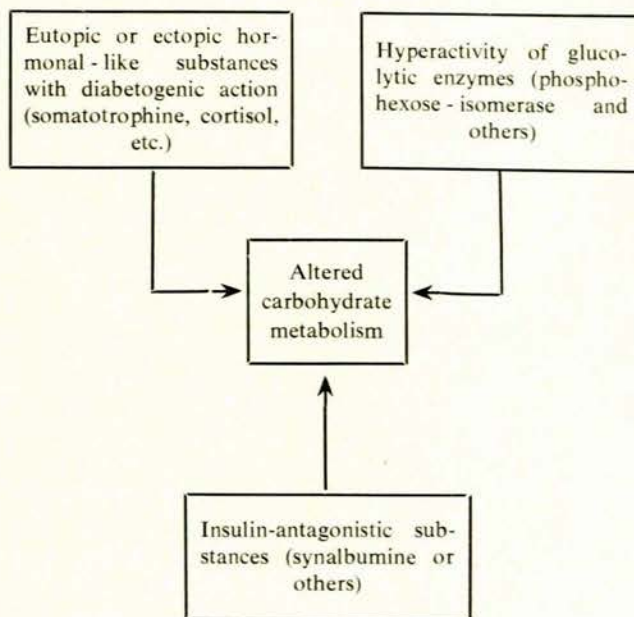 Eutopic or ectopic hor-
monal - like substances
with diabetogenic action
(somatotrophine, cortisol,
etc.)
Hyperactivity of gluco-
lytic enzymes (phospho-
hexose - isomerase and
others)
Altered
carbohydrate
metabolism
Insulin-antagonistic sub-
stances (synalbumine or
others)